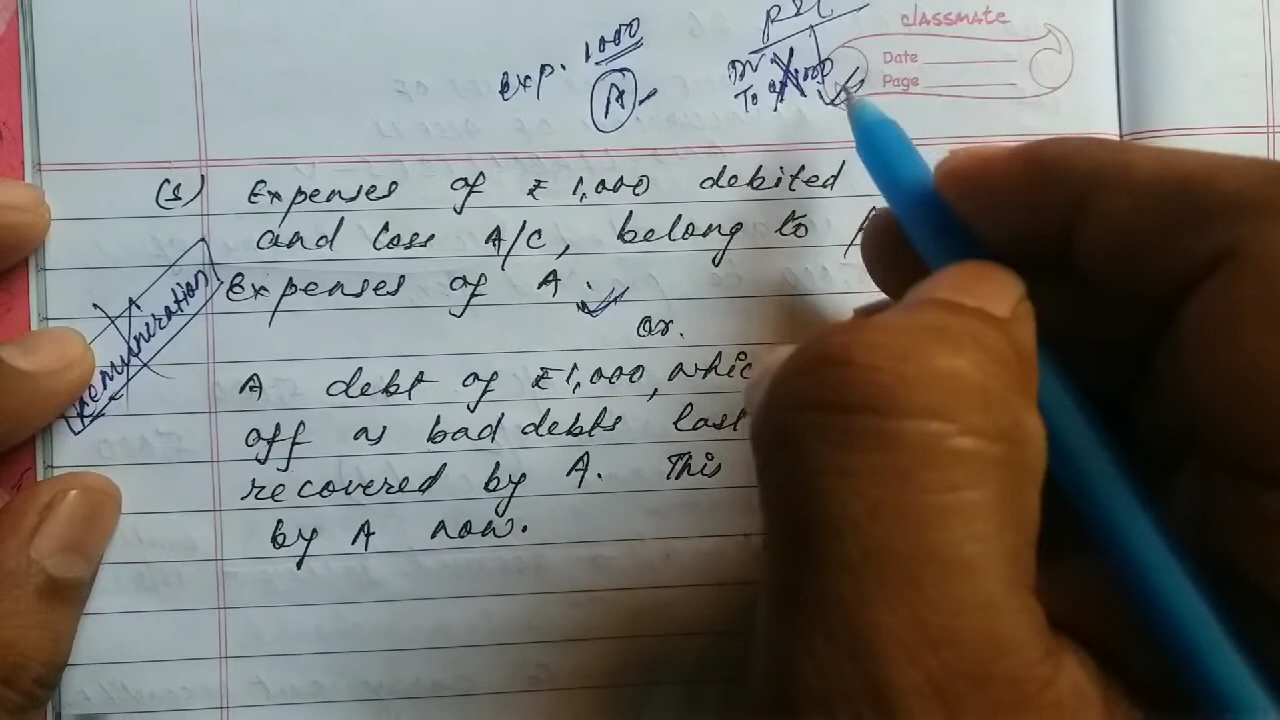 classmate
Date
Page
exp. 1000
A
P&L
Dr
To
(s) Expenses of ₹1,000 debited
and loss A/C, belong to
Expenses of A.
or.
A debt of ₹1,000, whic
off as bad debts last
recovered by A. This
by A now.
Remuneration